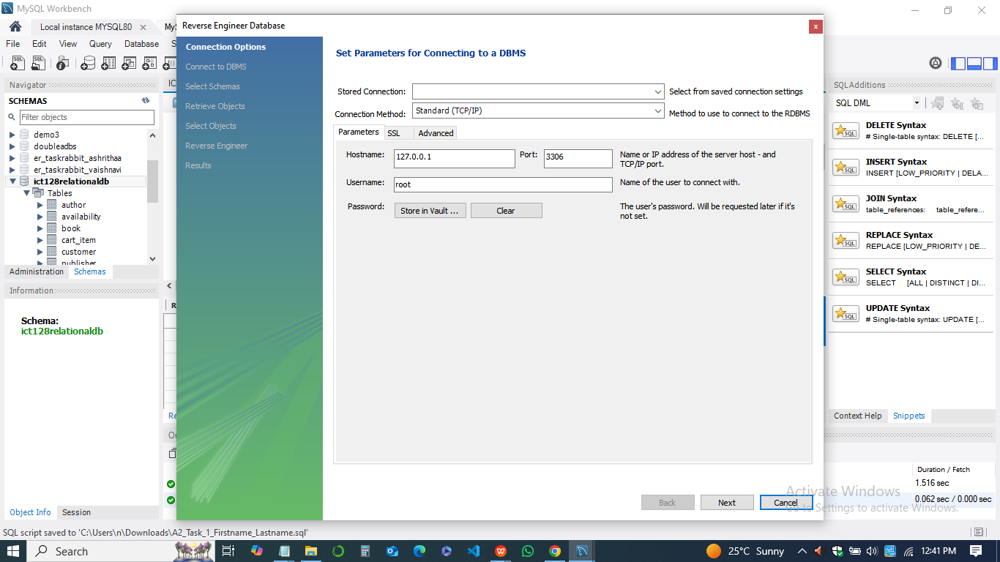 MySQL Workbench
Local instance MYSQL80
MyS
File Edit View Query Database S
Navigator
SCHEMAS
Filter objects
demo3
doubleadbs
er_taskrabbit_ashrithaa
er_taskrabbit_vaishnavi
ict128relationaldb
Tables
author
availability
book
cart_item
customer
publisher
Administration Schemas
Information
Schema:
ict128relationaldb
Object Info Session
SQL script saved to 'C:\Users\n\Downloads\A2_Task_1_Firstname_Lastname.sql'
Reverse Engineer Database
x
Connection Options
Connect to DBMS
Select Schemas
Retrieve Objects
Select Objects
Reverse Engineer
Results
Set Parameters for Connecting to a DBMS
Stored Connection: Select from saved connection settings
Connection Method: Standard (TCP/IP) Method to use to connect to the RDBMS
Parameters SSL Advanced
Hostname: 127.0.0.1 Port: 3306 Name or IP address of the server host - and
TCP/IP port.
Username: root Name of the user to connect with.
Password: Store in Vault ... Clear The user's password. Will be requested later if it's
not set.
Back Next Cancel
SQLAdditions
SQL DML
DELETE Syntax
# Single-table syntax: DELETE [...
INSERT Syntax
INSERT [LOW_PRIORITY | DELA...
JOIN Syntax
table_references: table_refere...
REPLACE Syntax
REPLACE [LOW_PRIORITY | DE...
SELECT Syntax
SELECT [ALL | DISTINCT | DI...
UPDATE Syntax
# Single-table syntax: UPDATE [...
Context Help Snippets
Duration / Fetch
1.516 sec
0.062 sec / 0.000 sec
Activate Windows
Go to Settings to activate Windows.
Search
25°C Sunny
12:41 PM